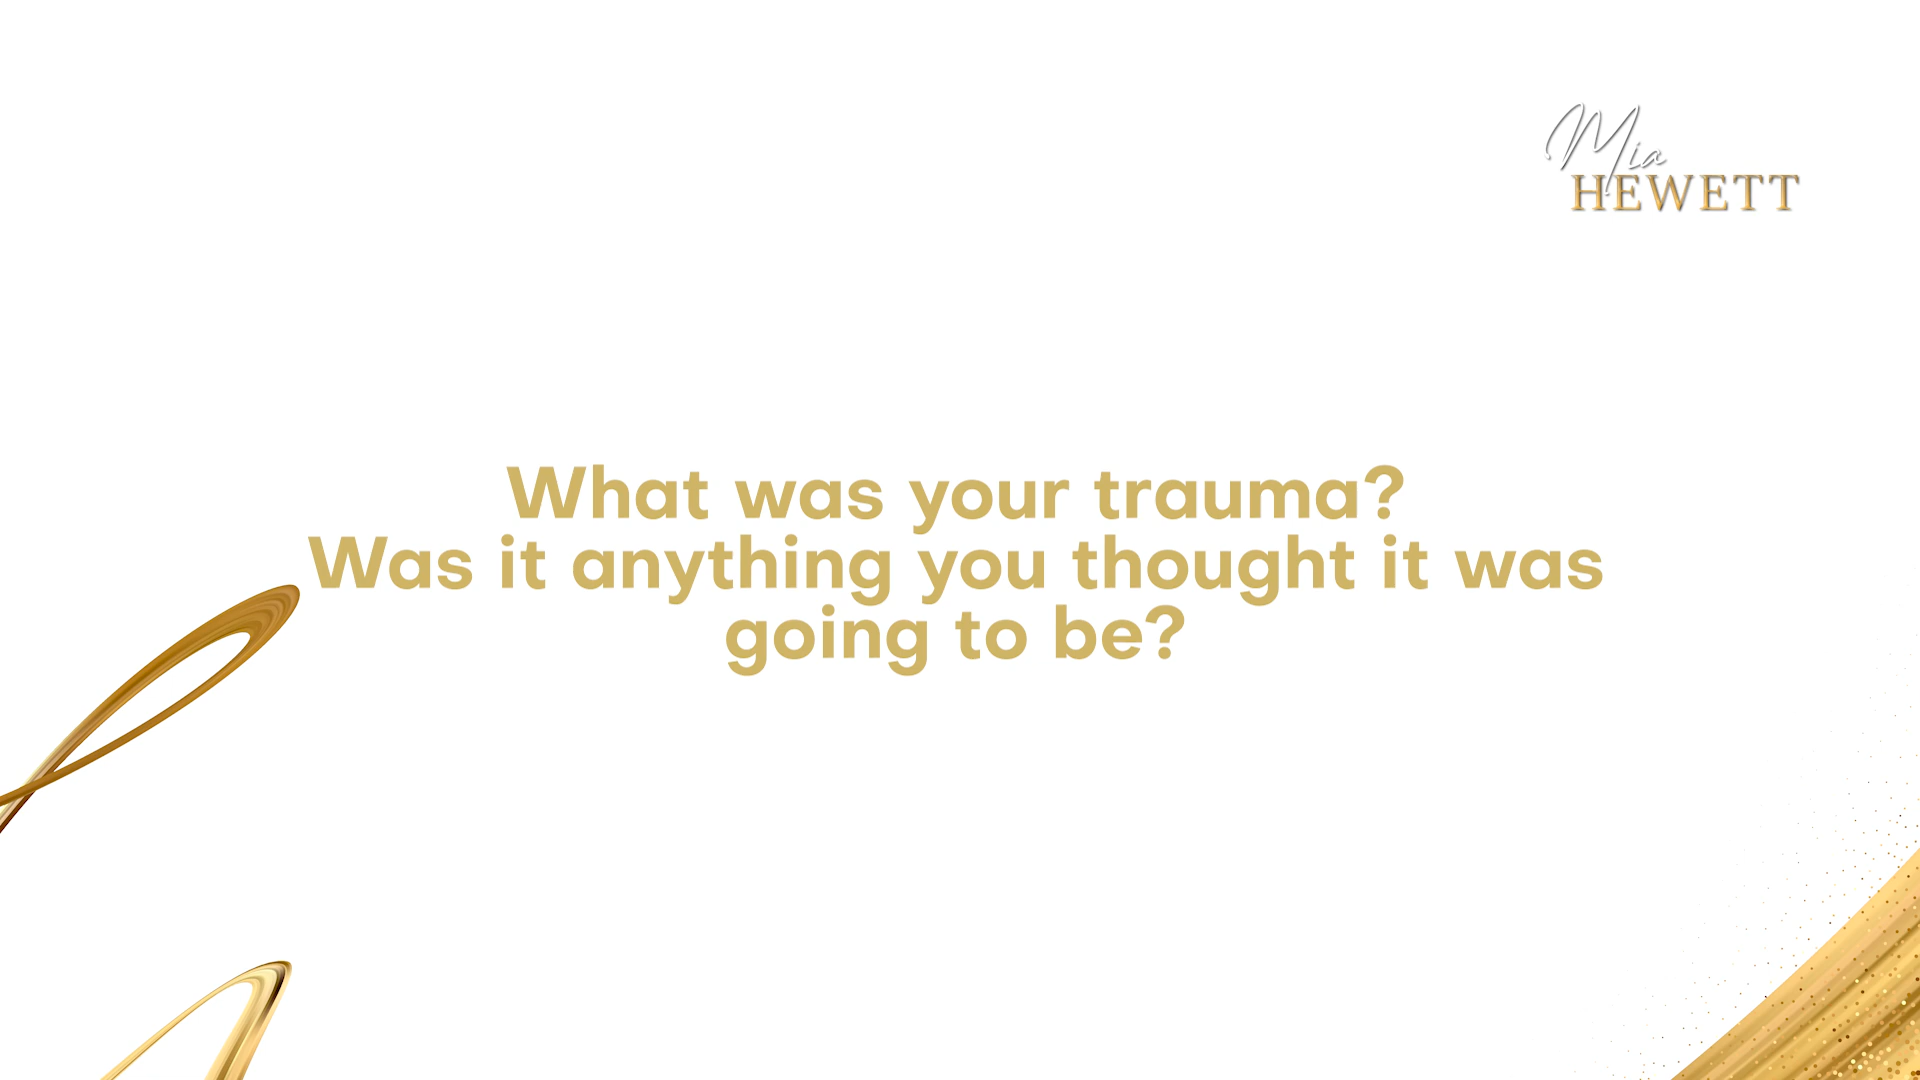 Mia
HEWETT
What was your trauma?
Was it anything you thought it was
going to be?